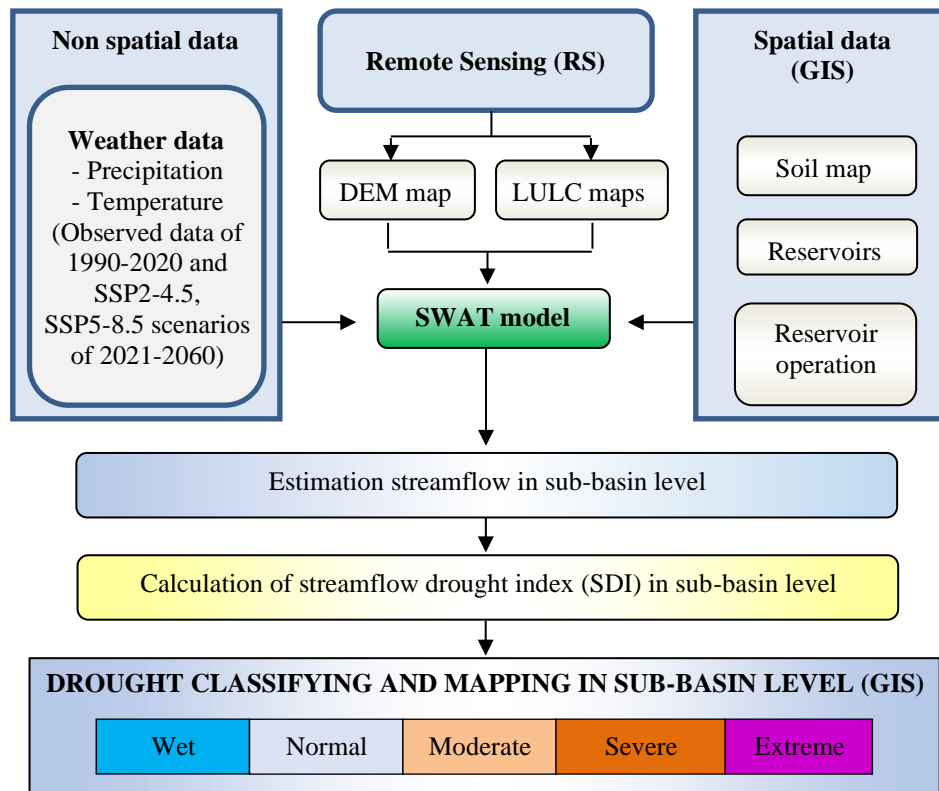 Non spatial data
Weather data
- Precipitation
- Temperature
(Observed data of
1990-2020 and
SSP2-4.5,
SSP5-8.5 scenarios
of 2021-2060)
Remote Sensing (RS)
DEM map
LULC maps
SWAT model
Spatial data
(GIS)
Soil map
Reservoirs
Reservoir
operation
Estimation streamflow in sub-basin level
Calculation of streamflow drought index (SDI) in sub-basin level
DROUGHT CLASSIFYING AND MAPPING IN SUB-BASIN LEVEL (GIS)
Wet
Normal
Moderate
Severe
Extreme